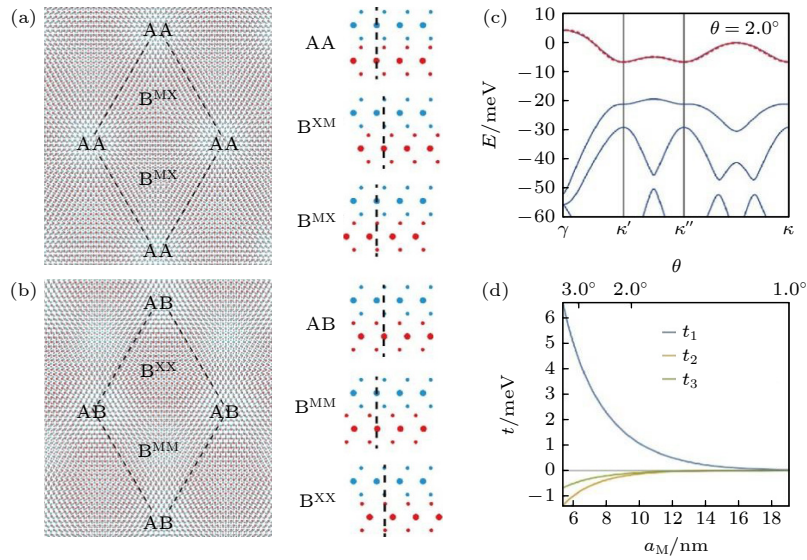 (a)
AA
B^MX
AA
AA
B^MX
AA
AA
B^XM
B^MX
(b)
AB
B^XX
AB
AB
B^MM
AB
AB
B^MM
B^XX
(c)
θ = 2.0°
E/meV
10
0
−10
−20
−30
−40
−50
−60
γ
κ′
κ″
κ
(d)
θ
3.0°
2.0°
1.0°
t₁
t₂
t₃
t/meV
6
5
4
3
2
1
0
−1
6
8
10
12
14
16
18
a_M/nm